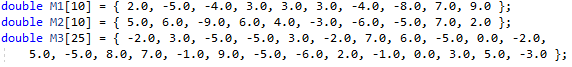 double M1[10] = { 2.0, -5.0, -4.0, 3.0, 3.0, 3.0, -4.0, -8.0, 7.0, 9.0 };
double M2[10] = { 5.0, 6.0, -9.0, 6.0, 4.0, -3.0, -6.0, -5.0, 7.0, 2.0 };
double M3[25] = { -2.0, 3.0, -5.0, -5.0, 3.0, -2.0, 7.0, 6.0, -5.0, 0.0, -2.0,
5.0, -5.0, 8.0, 7.0, -1.0, 9.0, -5.0, -6.0, 2.0, -1.0, 0.0, 3.0, 5.0, -3.0 };